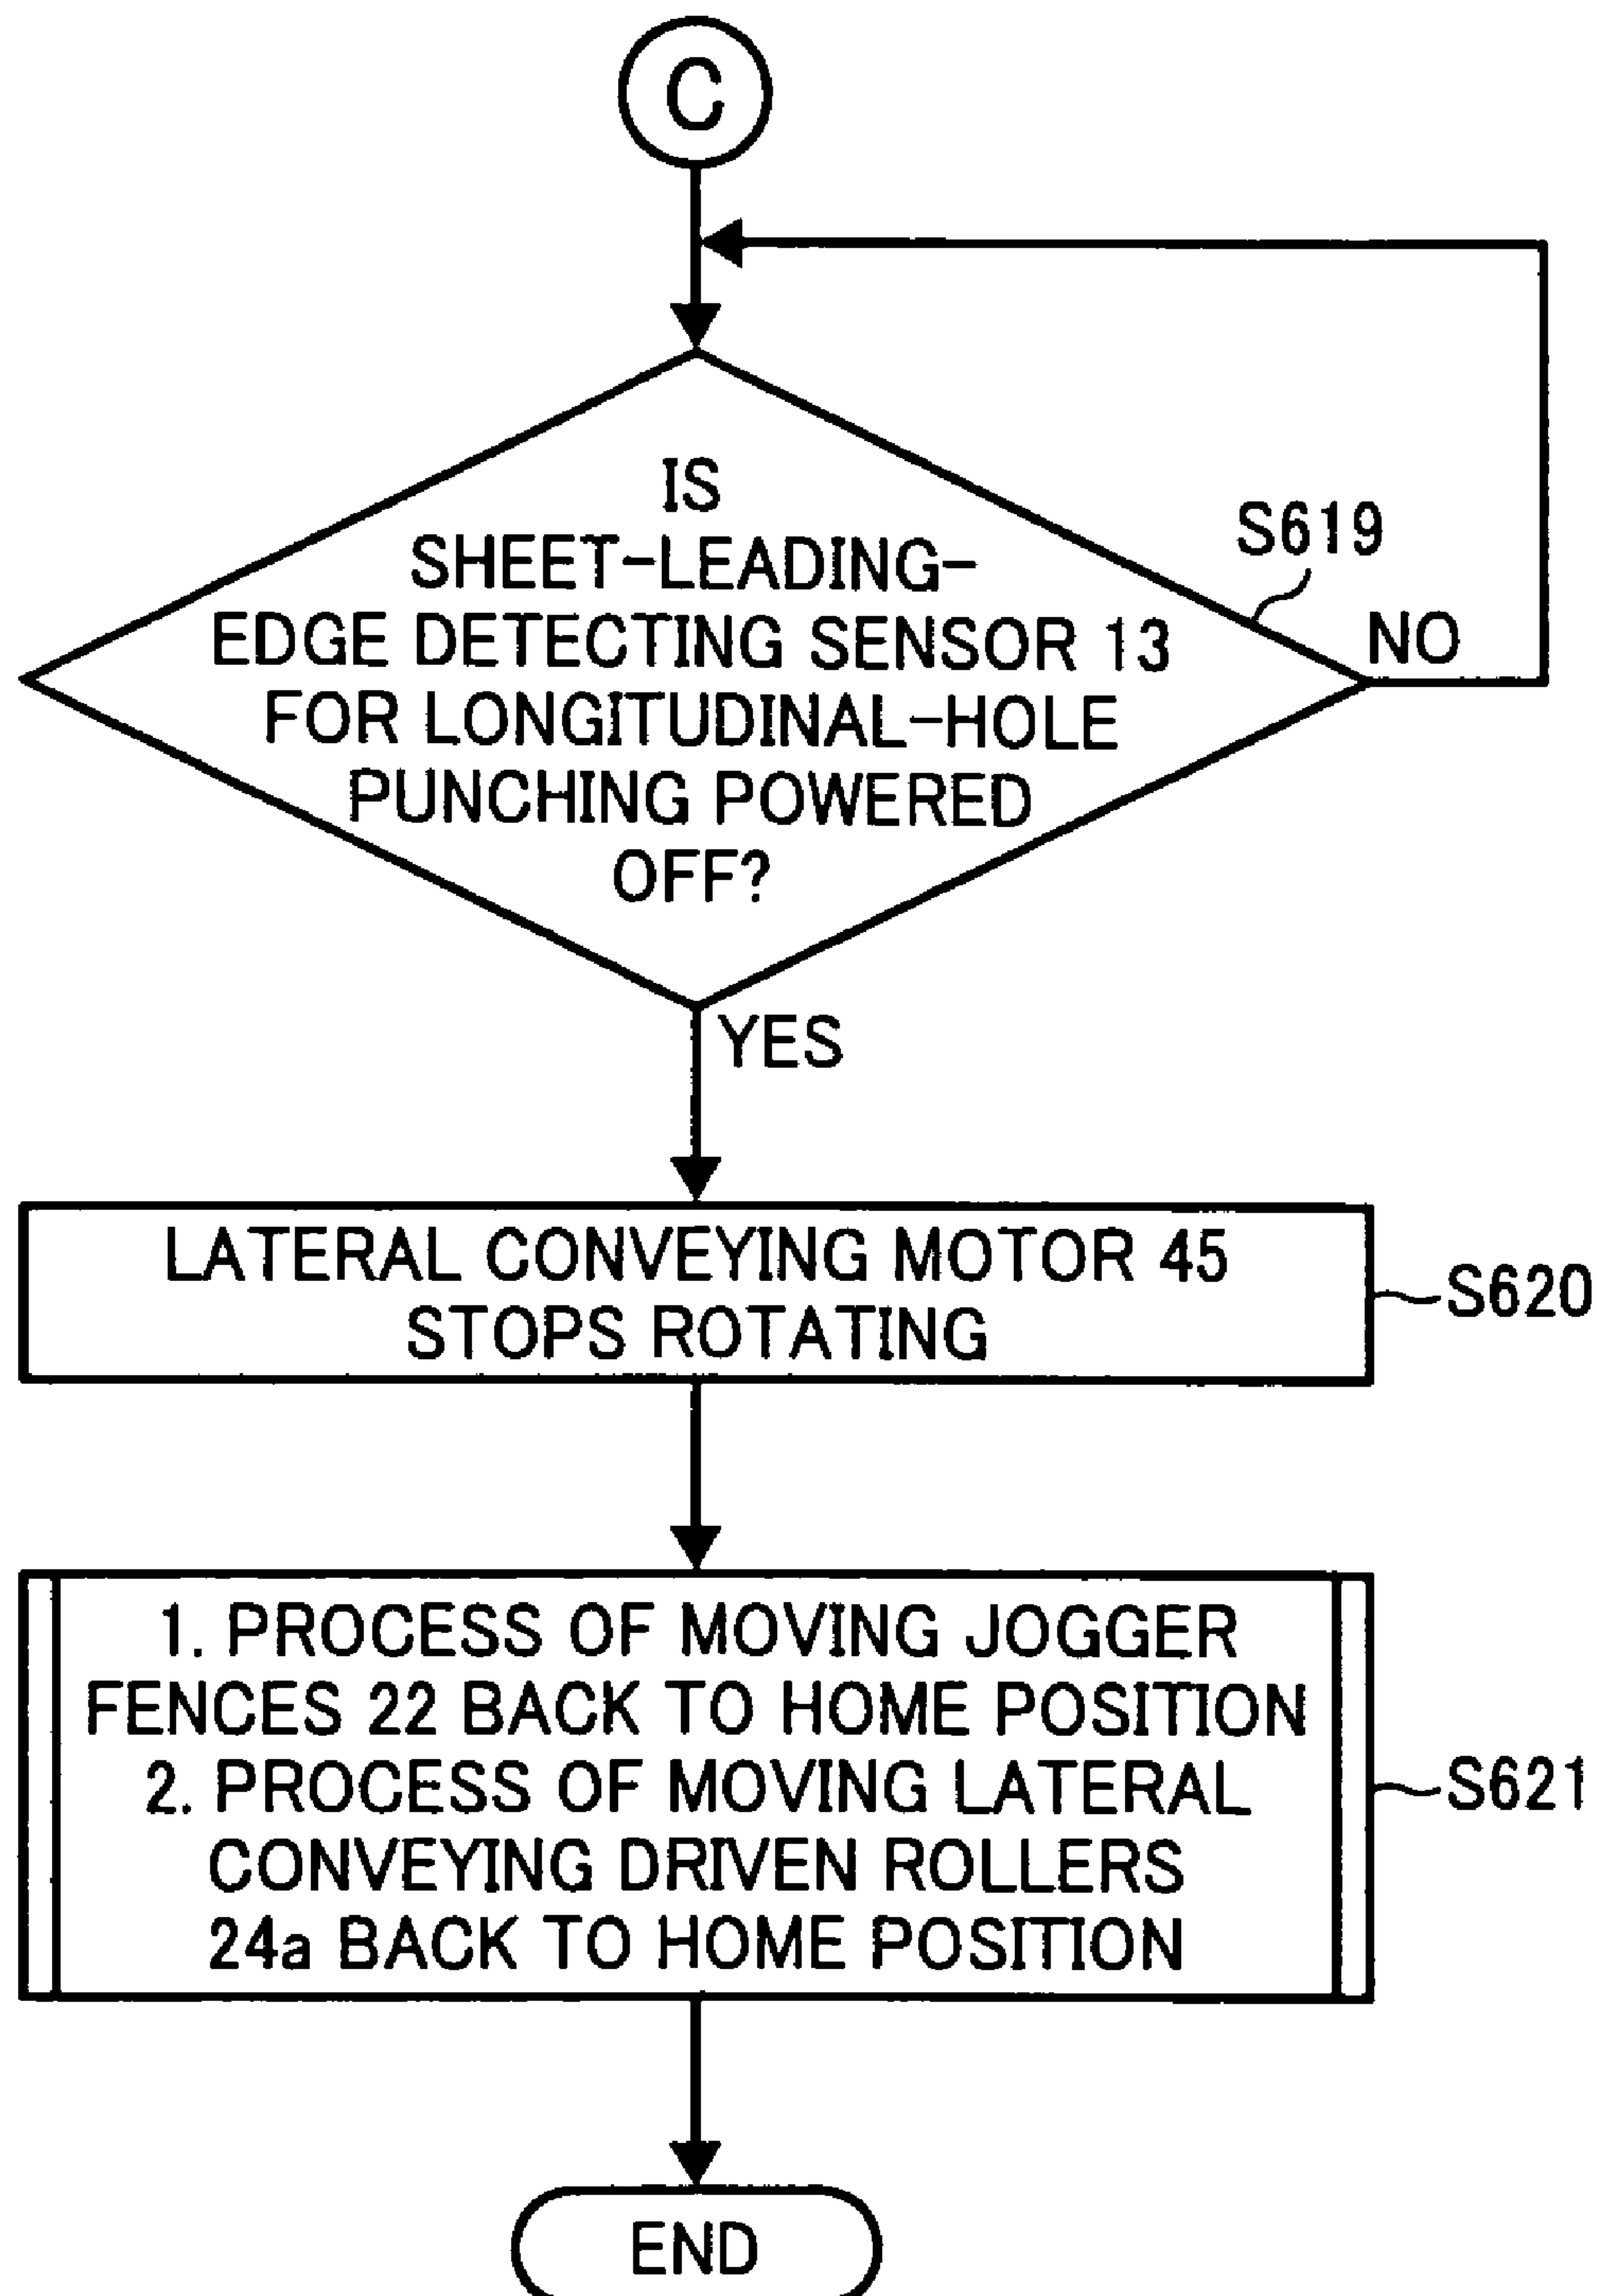 C
IS
SHEET-LEADING-
EDGE DETECTING SENSOR 13
FOR LONGITUDINAL-HOLE
PUNCHING POWERED
OFF?
S619
NO
YES
LATERAL CONVEYING MOTOR 45
STOPS ROTATING
S620
1. PROCESS OF MOVING JOGGER
FENCES 22 BACK TO HOME POSITION
2. PROCESS OF MOVING LATERAL
CONVEYING DRIVEN ROLLERS
24a BACK TO HOME POSITION
S621
END